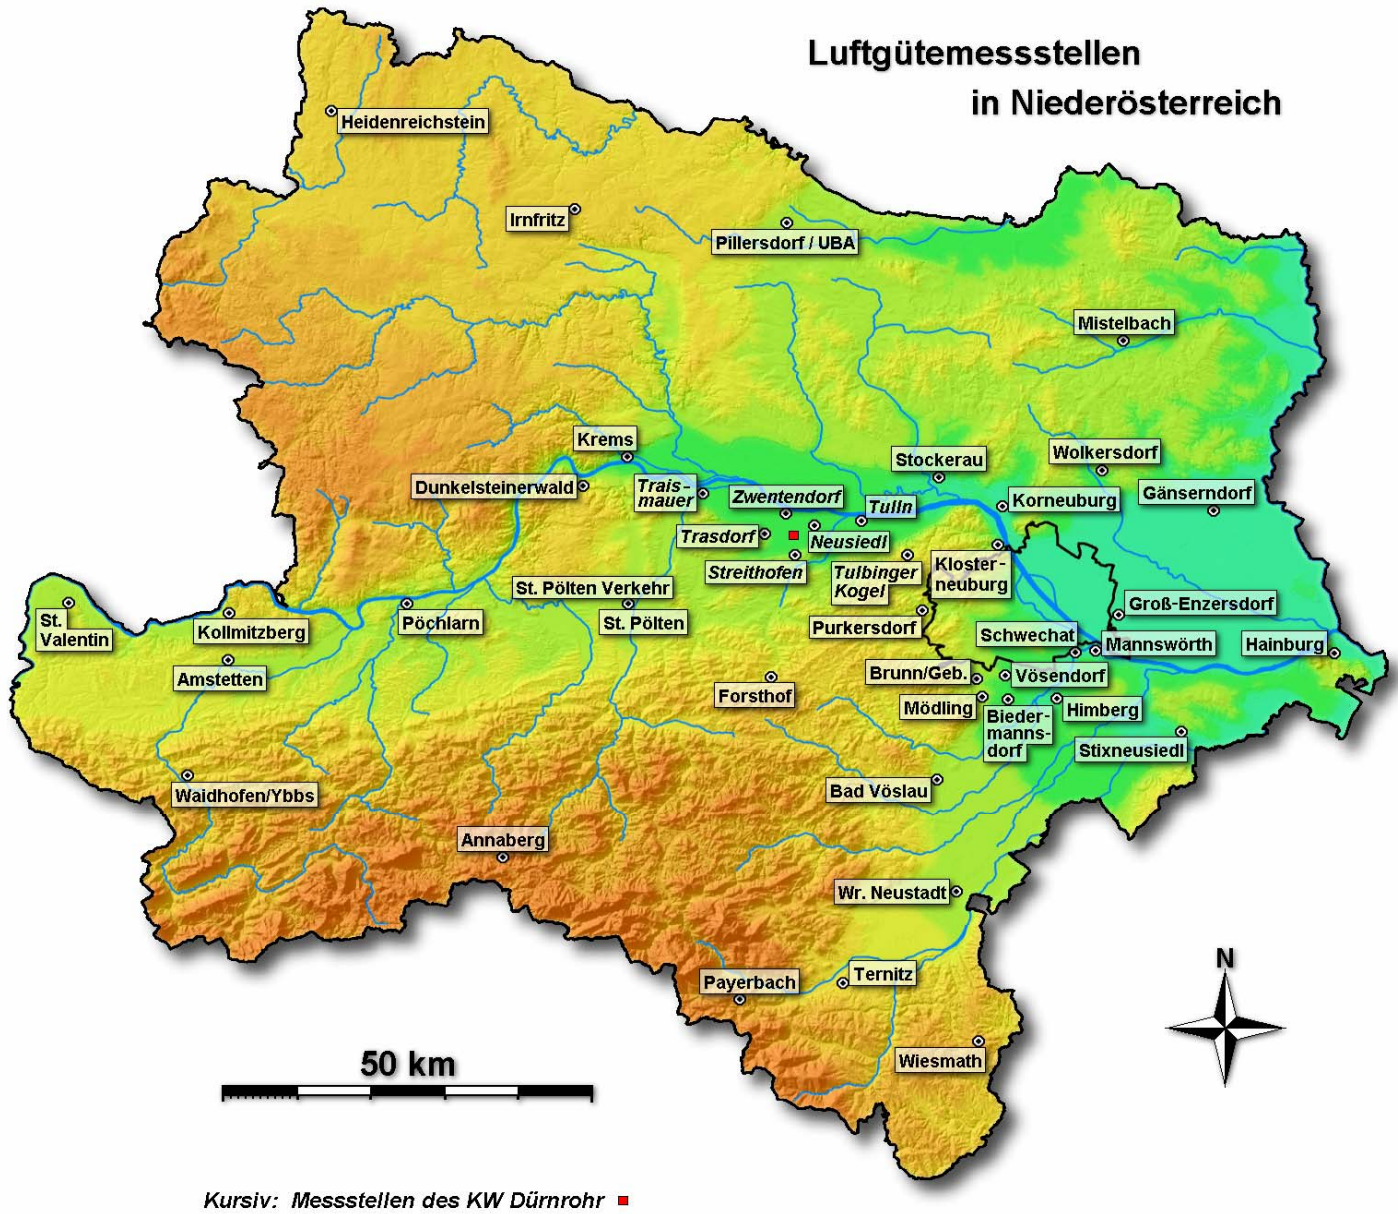 Luftgütemessstellen
in Niederösterreich
Heidenreichstein
Irnfritz
Pillersdorf / UBA
Mistelbach
Krems
Dunkelsteinerwald
Trais-
mauer
Zwentendorf
Tulln
Stockerau
Wolkersdorf
Korneuburg
Gänserndorf
Trasdorf
Neusiedl
Streithofen
Tulbinger
Kogel
Kloster-
neuburg
St.
Valentin
Kollmitzberg
Amstetten
Pöchlarn
St. Pölten Verkehr
St. Pölten
Purkersdorf
Groß-Enzersdorf
Schwechat
Mannswörth
Hainburg
Forsthof
Brunn/Geb.
Vösendorf
Mödling
Bieder-
manns-
dorf
Himberg
Stixneusiedl
Waidhofen/Ybbs
Bad Vöslau
Annaberg
Wr. Neustadt
Payerbach
Ternitz
Wiesmath
N
50 km
Kursiv: Messstellen des KW Dürnrohr